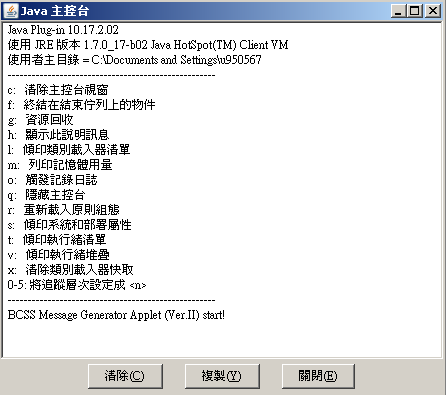 Java 主控台
Java Plug-in 10.17.2.02
使用 JRE 版本 1.7.0_17-b02 Java HotSpot(TM) Client VM
使用者主目錄 = C:\Documents and Settings\u950567
----------------------------------------------------
c: 清除主控台視窗
f: 終結在結束佇列上的物件
g: 資源回收
h: 顯示此說明訊息
l: 傾印類別載入器清單
m: 列印記憶體用量
o: 觸發記錄日誌
q: 隱藏主控台
r: 重新載入原則組態
s: 傾印系統和部署屬性
t: 傾印執行緒清單
v: 傾印執行緒堆疊
x: 清除類別載入器快取
0-5: 將追蹤層次設定成 <n>
----------------------------------------------------
BCSS Message Generator Applet (Ver.II) start!
清除(C) 複製(Y) 關閉(E)